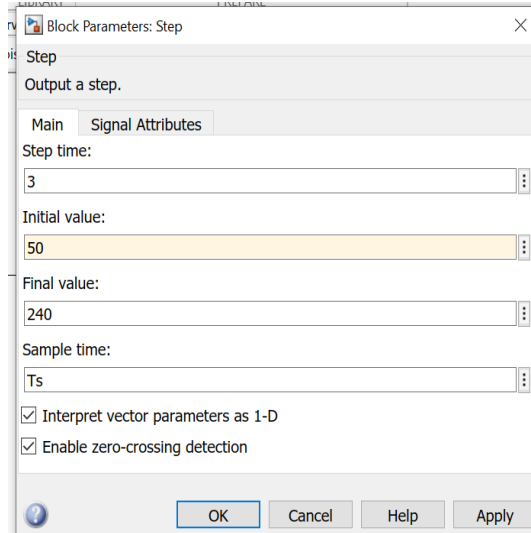 Block Parameters: Step
Step
Output a step.
Main Signal Attributes
Step time:
3
Initial value:
50
Final value:
240
Sample time:
Ts
Interpret vector parameters as 1-D
Enable zero-crossing detection
OK Cancel Help Apply